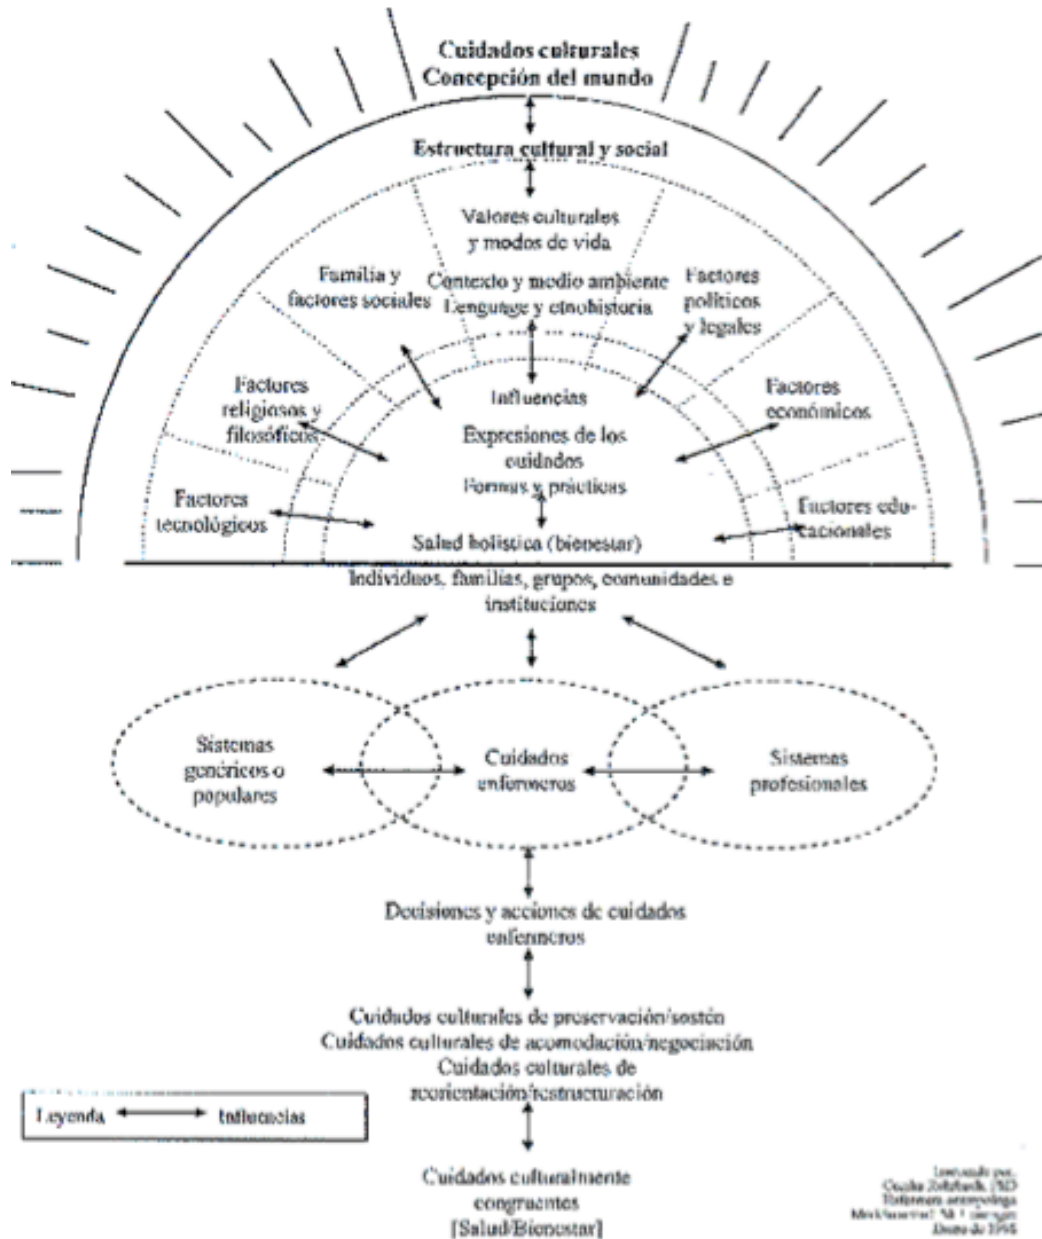 Cuidados culturales
Concepción del mundo
Estructura cultural y social
Valores culturales
y modos de vida
Familia y
factores sociales
Contexto y medio ambiente
Lenguage y etnohistoria
Factores
políticos
y legales
Factores
religiosos y
filosóficos
Influencias
Factores
económicos
Expresiones de los
cuidados
Formas y prácticas
Factores
tecnológicos
Factores edu-
cacionales
Salud holística (bienestar)
Individuos, familias, grupos, comunidades e
instituciones
Sistemas
genéricos o
populares
Cuidados
enfermeros
Sistemas
profesionales
Decisiones y acciones de cuidados
enfermeros
Cuidados culturales de preservación/sostén
Cuidados culturales de acomodación/negociación
Cuidados culturales de
reorientación/restructuración
Leyenda
Influencias
Cuidados culturalmente
congruentes
[Salud/Bienestar]